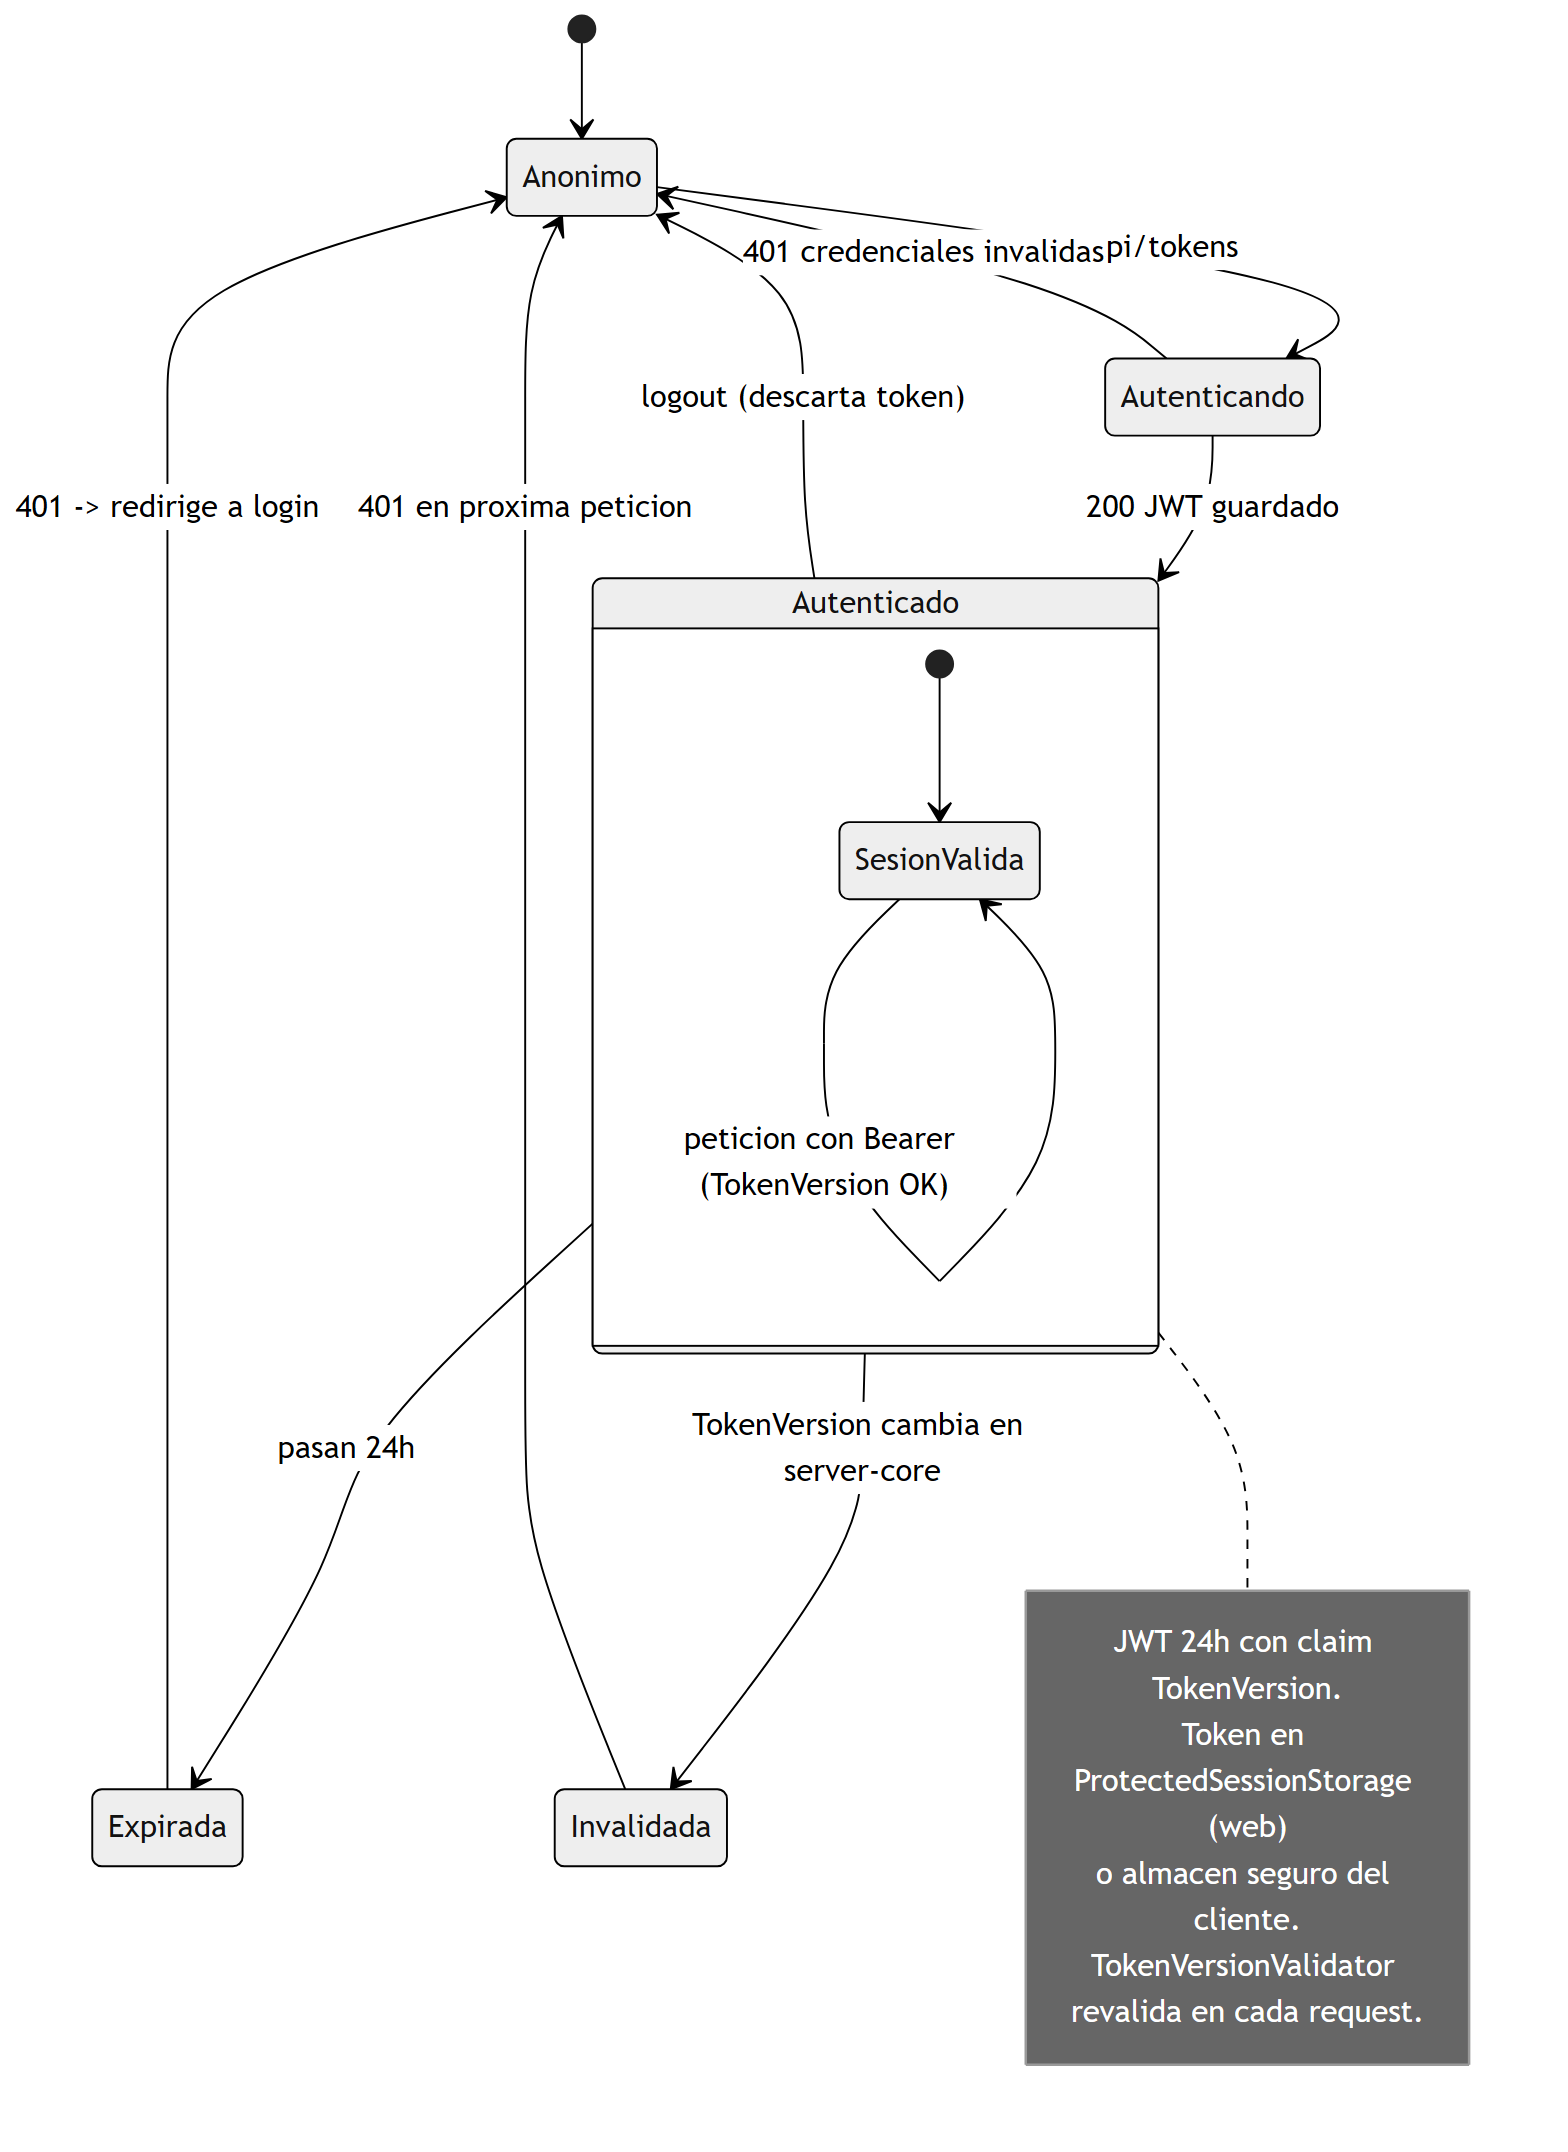 Anonimo
401 credenciales invalidas
pi/tokens
logout (descarta token)
Autenticando
401 -> redirige a login
401 en proxima peticion
200 JWT guardado
Autenticado
SesionValida
peticion con Bearer
(TokenVersion OK)
pasan 24h
TokenVersion cambia en
server-core
JWT 24h con claim
TokenVersion.
Token en
ProtectedSessionStorage
(web)
o almacen seguro del
cliente.
TokenVersionValidator
revalida en cada request.
Expirada
Invalidada